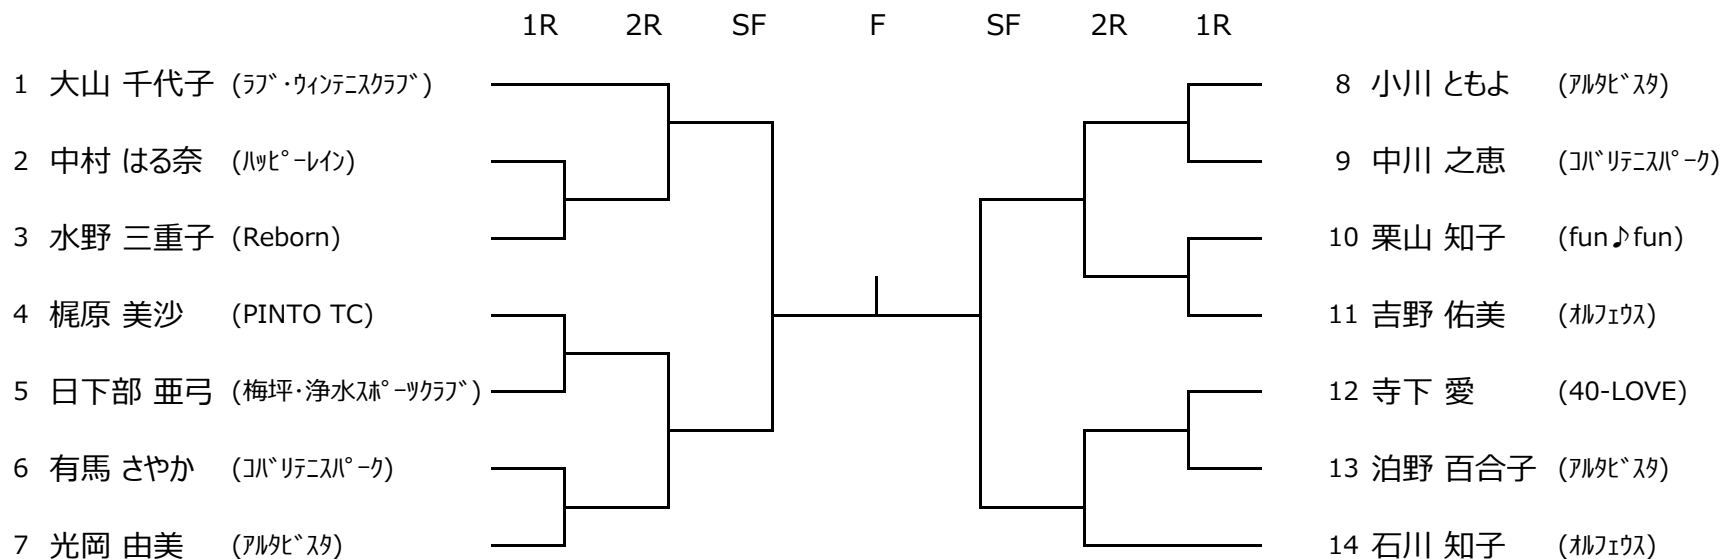 1R 2R SF F SF 2R 1R
1 大山 千代子 (ﾗﾌﾞ･ｳｨﾝﾃﾆｽｸﾗﾌﾞ) 8 小川 ともよ (ｱﾙﾀﾋﾞｽﾀ)
2 中村 はる奈 (ﾊｯﾋﾟｰﾚｲﾝ) 9 中川 之恵 (ｺﾊﾞﾘﾃﾆｽﾊﾟｰｸ)
3 水野 三重子 (Reborn) 10 栗山 知子 (fun♪fun)
4 梶原 美沙 (PINTO TC) 11 吉野 佑美 (ｵﾙﾌｪｳｽ)
5 日下部 亜弓 (梅坪･浄水ｽﾎﾟｰﾂｸﾗﾌﾞ) 12 寺下 愛 (40-LOVE)
6 有馬 さやか (ｺﾊﾞﾘﾃﾆｽﾊﾟｰｸ) 13 泊野 百合子 (ｱﾙﾀﾋﾞｽﾀ)
7 光岡 由美 (ｱﾙﾀﾋﾞｽﾀ) 14 石川 知子 (ｵﾙﾌｪｳｽ)